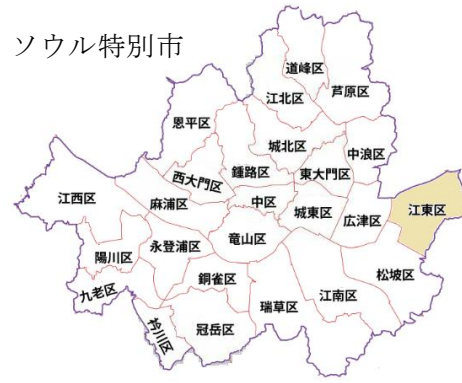 ソウル特別市
道峰区
江北区
芦原区
恩平区
城北区
中浪区
鍾路区
東大門区
西大門区
江西区
麻浦区
中区
城東区
広津区
江東区
陽川区
永登浦区
竜山区
松坡区
九老区
銅雀区
江南区
衿川区
冠岳区
瑞草区